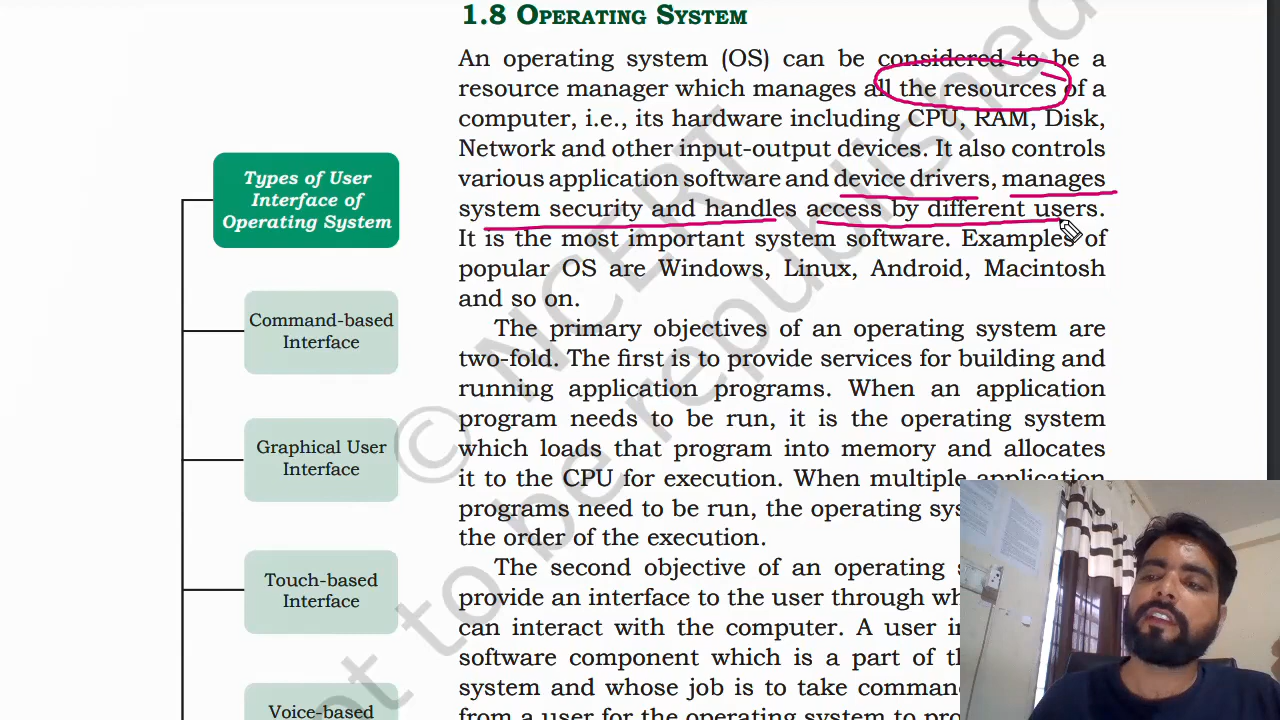 1.8 OPERATING SYSTEM
An operating system (OS) can be considered to be a
resource manager which manages all the resources of a
computer, i.e., its hardware including CPU, RAM, Disk,
Network and other input-output devices. It also controls
various application software and device drivers, manages
system security and handles access by different users.
It is the most important system software. Examples of
popular OS are Windows, Linux, Android, Macintosh
and so on.
The primary objectives of an operating system are
two-fold. The first is to provide services for building and
running application programs. When an application
program needs to be run, it is the operating system
which loads that program into memory and allocates
it to the CPU for execution. When multiple application
programs need to be run, the operating
the order of the execution.
The second objective of an operating
provide an interface to the user through
can interact with the computer. A user
software component which is a part of
system and whose job is to take
from a user for the operating system to
Types of User
Interface of
Operating System
Command-based
Interface
Graphical User
Interface
Touch-based
Interface
Voice-based
© NCERT
not to be republished